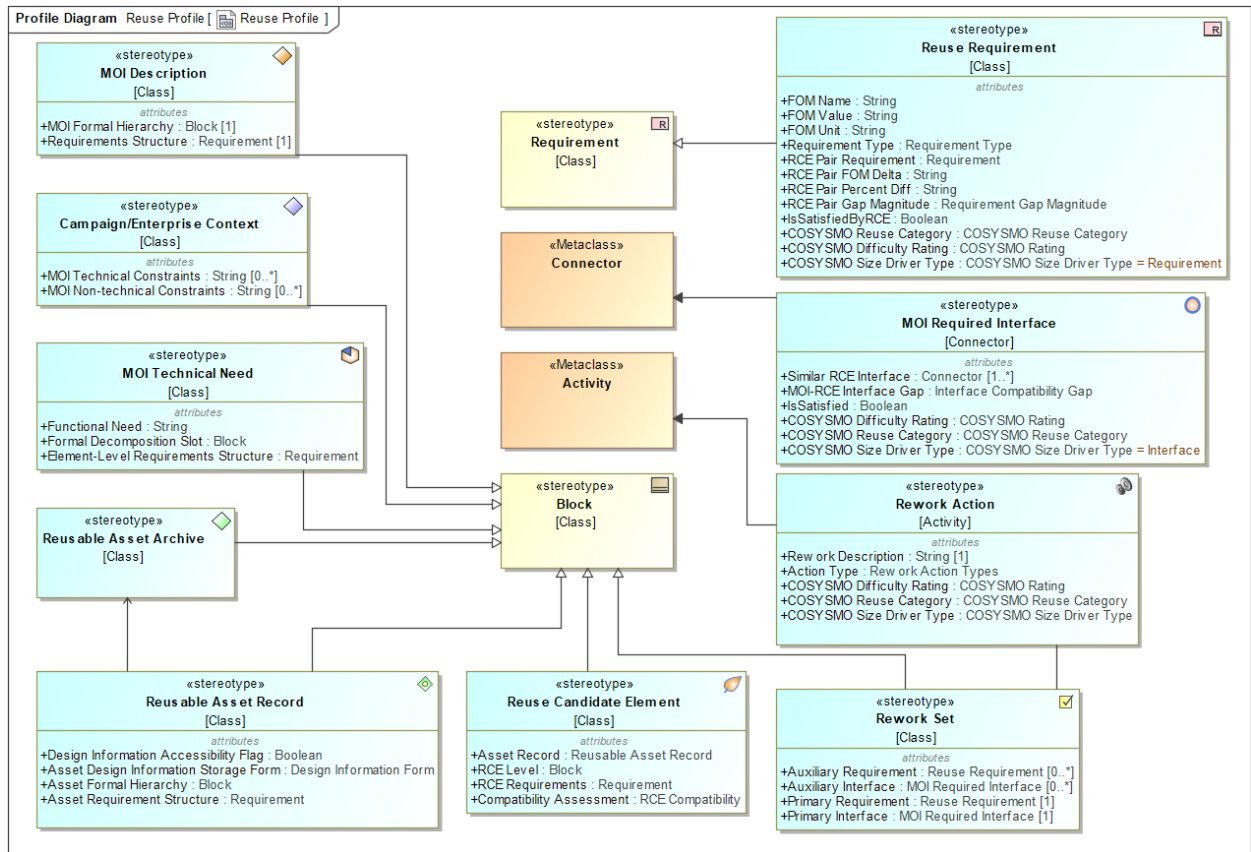 Profile Diagram Reuse Profile [ Reuse Profile ]
«stereotype»
MOI Description
[Class]
attributes
+MOI Formal Hierarchy : Block [1]
+Requirements Structure : Requirement [1]
«stereotype»
Campaign/Enterprise Context
[Class]
attributes
+MOI Technical Constraints : String [0..*]
+MOI Non-technical Constraints : String [0..*]
«stereotype»
MOI Technical Need
[Class]
attributes
+Functional Need : String
+Formal Decomposition Slot : Block
+Element-Level Requirements Structure : Requirement
«stereotype»
Reusable Asset Archive
[Class]
«stereotype»
Reusable Asset Record
[Class]
attributes
+Design Information Accessibility Flag : Boolean
+Asset Design Information Storage Form : Design Information Form
+Asset Formal Hierarchy : Block
+Asset Requirement Structure : Requirement
«stereotype»
R
Requirement
[Class]
«Metaclass»
Connector
«Metaclass»
Activity
«stereotype»
Block
[Class]
«stereotype»
Reuse Candidate Element
[Class]
attributes
+Asset Record : Reusable Asset Record
+RCE Level : Block
+RCE Requirements : Requirement
+Compatibility Assessment : RCE Compatibility
«stereotype»
R
Reuse Requirement
[Class]
attributes
+FOM Name : String
+FOM Value : String
+FOM Unit : String
+Requirement Type : Requirement Type
+RCE Pair Requirement : Requirement
+RCE Pair FOM Delta : String
+RCE Pair Percent Diff : String
+RCE Pair Gap Magnitude : Requirement Gap Magnitude
+IsSatisfiedByRCE : Boolean
+COSYSMO Reuse Category : COSYSMO Reuse Category
+COSYSMO Difficulty Rating : COSYSMO Rating
+COSYSMO Size Driver Type : COSYSMO Size Driver Type = Requirement
«stereotype»
MOI Required Interface
[Connector]
attributes
+Similar RCE Interface : Connector [1..*]
+MOI-RCE Interface Gap : Interface Compatibility Gap
+IsSatisfied : Boolean
+COSYSMO Difficulty Rating : COSYSMO Rating
+COSYSMO Reuse Category : COSYSMO Reuse Category
+COSYSMO Size Driver Type : COSYSMO Size Driver Type = Interface
«stereotype»
Rework Action
[Activity]
attributes
+Rework Description : String [1]
+Action Type : Rework Action Types
+COSYSMO Difficulty Rating : COSYSMO Rating
+COSYSMO Reuse Category : COSYSMO Reuse Category
+COSYSMO Size Driver Type : COSYSMO Size Driver Type
«stereotype»
Rework Set
[Class]
attributes
+Auxiliary Requirement : Reuse Requirement [0..*]
+Auxiliary Interface : MOI Required Interface [0..*]
+Primary Requirement : Reuse Requirement [1]
+Primary Interface : MOI Required Interface [1]